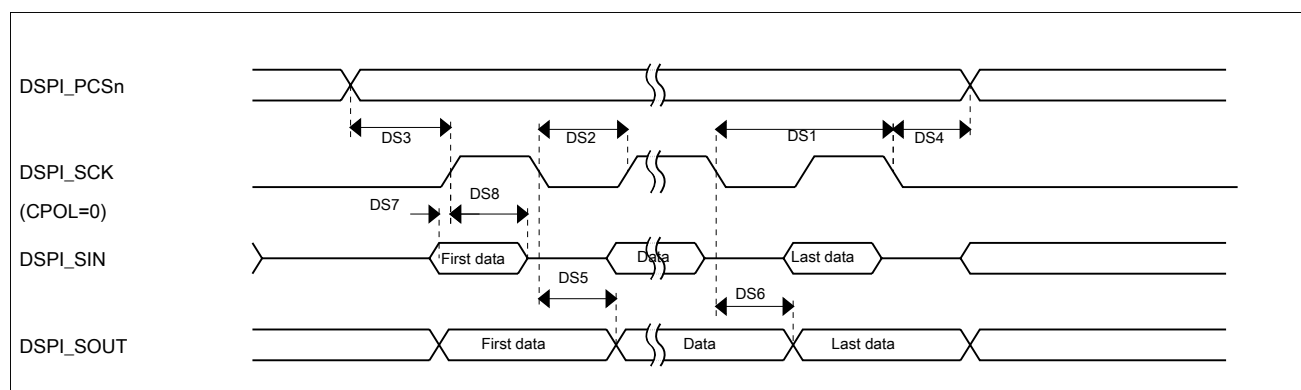 DSPI_PCSn
DS3
DS2
DS1
DS4
DSPI_SCK
(CPOL=0)
DS7
DS8
DSPI_SIN
First data
Data
Last data
DS5
DS6
DSPI_SOUT
First data
Data
Last data